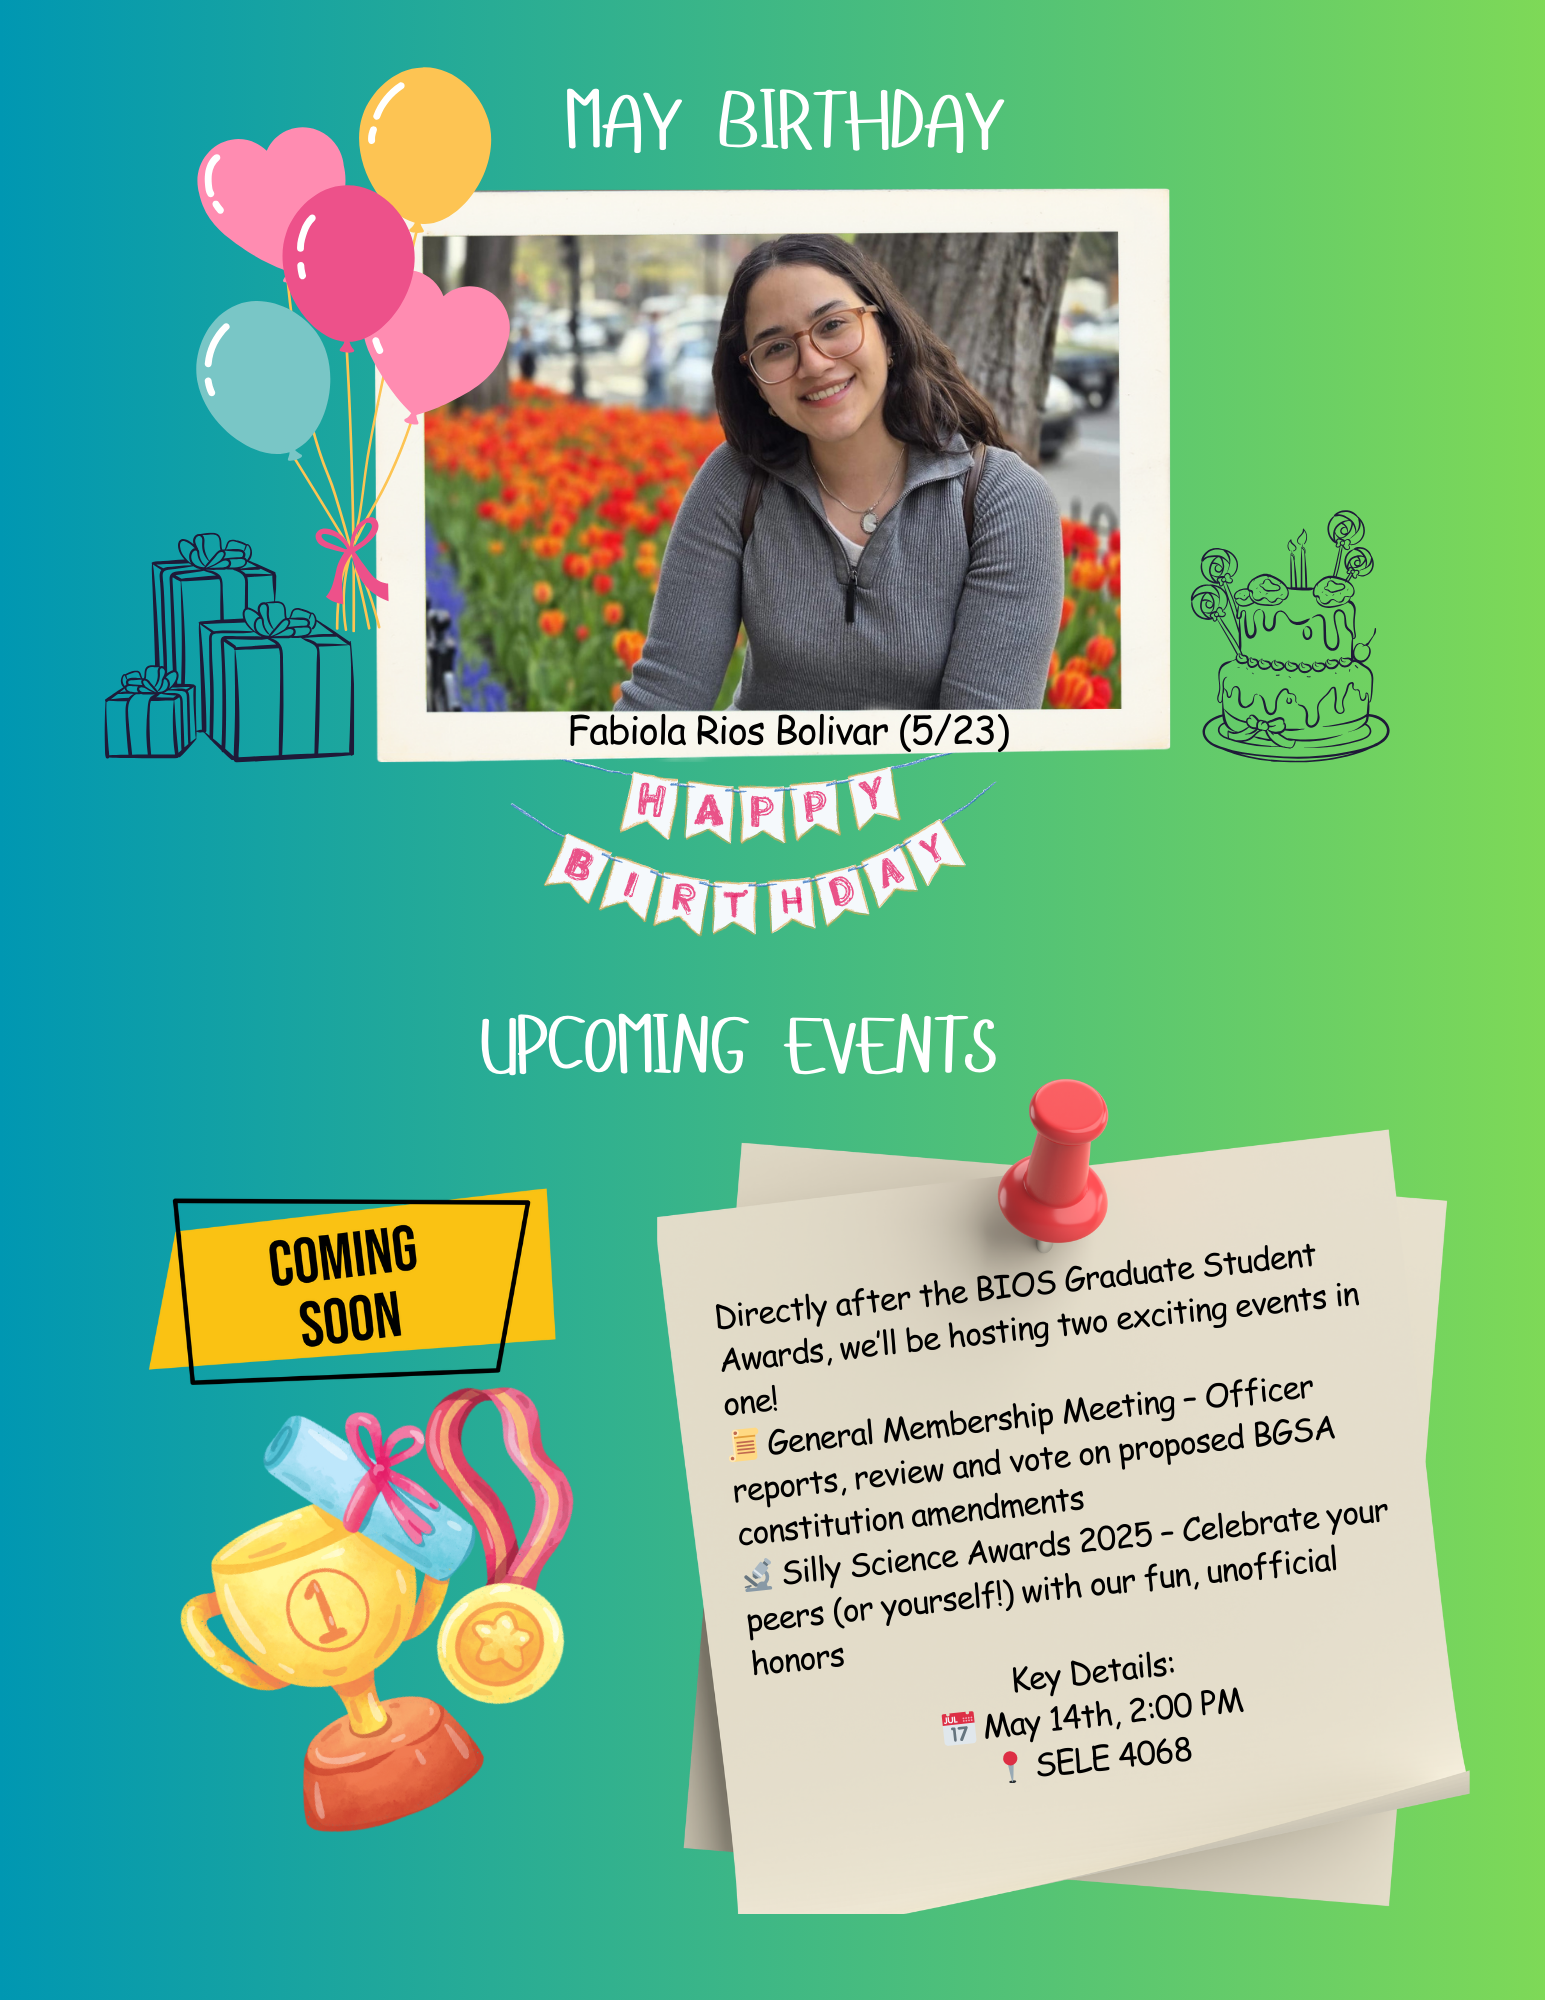 MAY BIRTHDAY
Fabiola Rios Bolivar (5/23)
HAPPY
BIRTHDAY
UPCOMING EVENTS
COMING
SOON
Directly after the BIOS Graduate Student
Awards, we'll be hosting two exciting events in
one!
📜 General Membership Meeting – Officer
reports, review and vote on proposed BGSA
constitution amendments
🔬 Silly Science Awards 2025 – Celebrate your
peers (or yourself!) with our fun, unofficial
honors
Key Details:
📅 May 14th, 2:00 PM
📍 SELE 4068
1
JUL
17